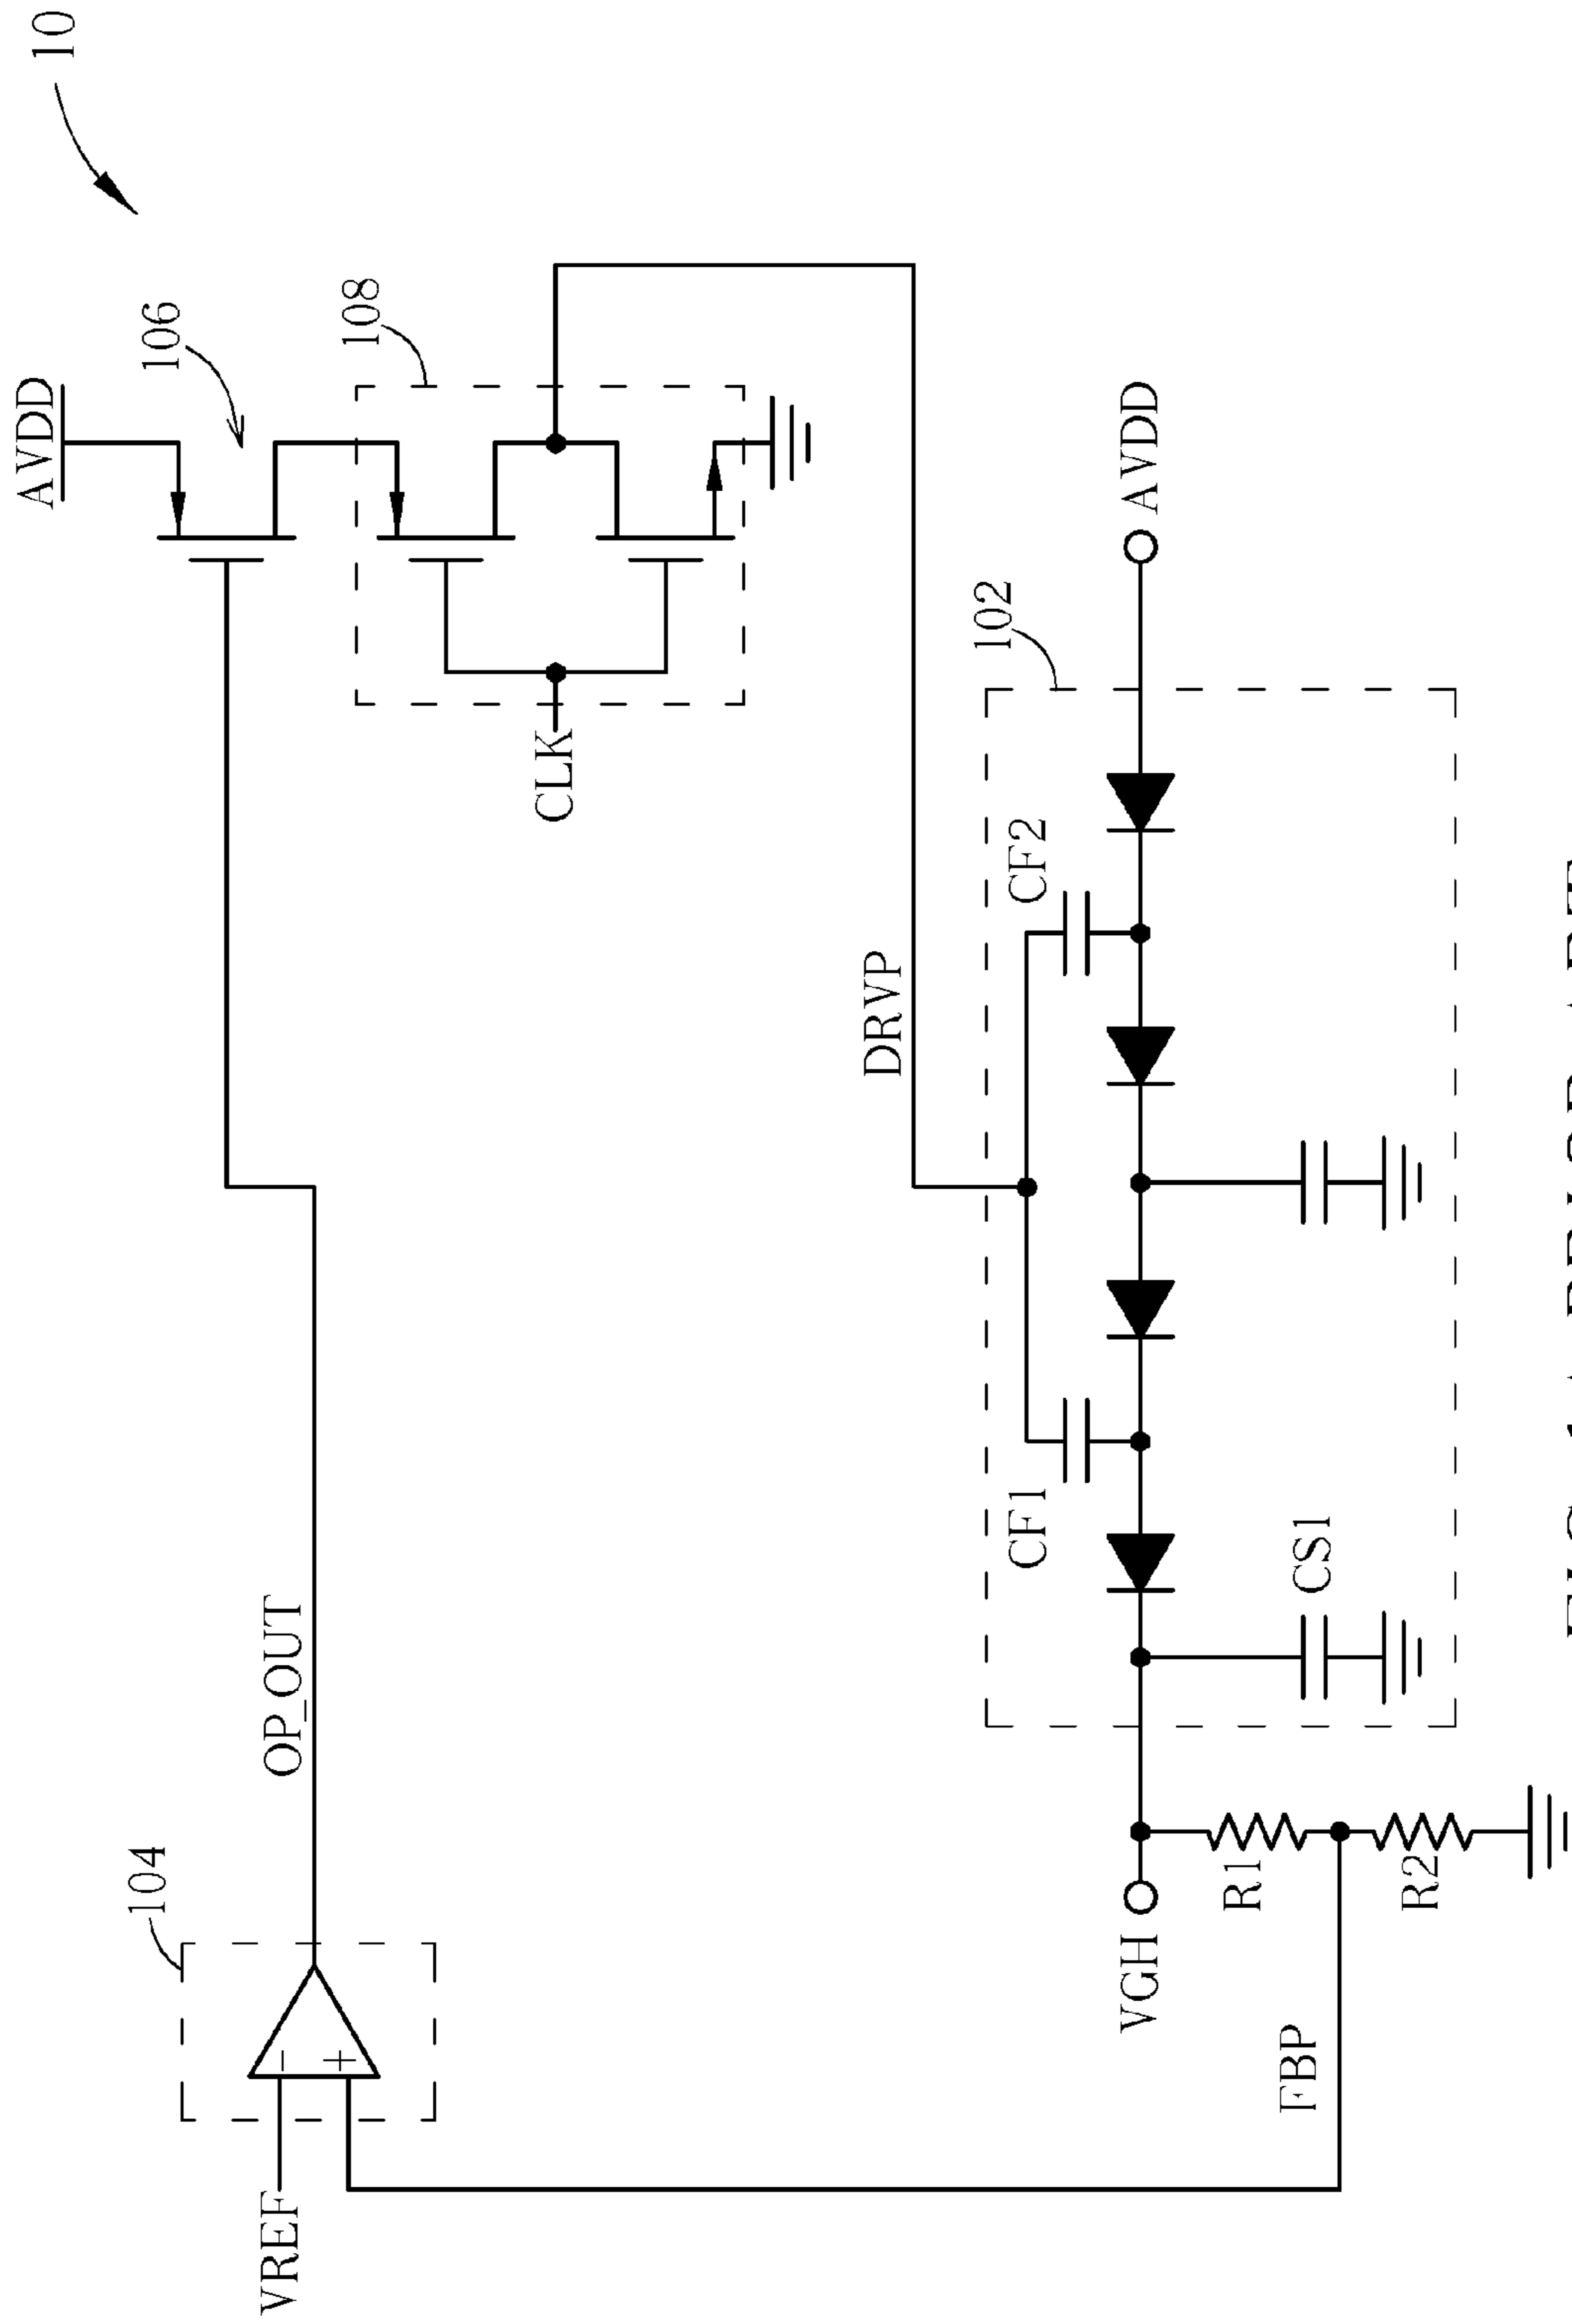 10
AVDD
106
108
104
OP_OUT
VREF
-
+
CLK
DRVP
102
CF1
CF2
VGH
AVDD
R1
CS1
FBP
R2